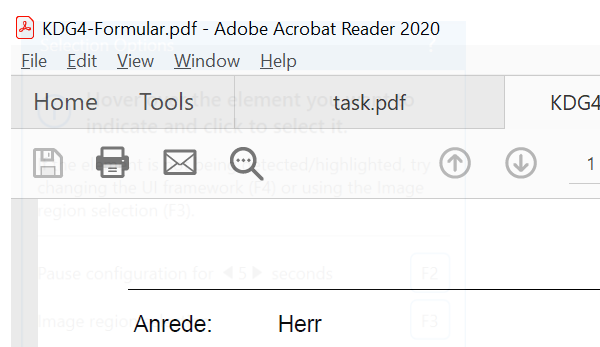 KDG4-Formular.pdf - Adobe Acrobat Reader 2020
Selection Options
?
File Edit View Window Help
Home Tools task.pdf KDG4
Hover over the element you want to
indicate and click to select it.
If the element is not being detected/highlighted, try
changing the UI framework (F4) or using the Image
region selection (F3).
1
Pause configuration for 5 seconds F2
Image region F3
Anrede: Herr